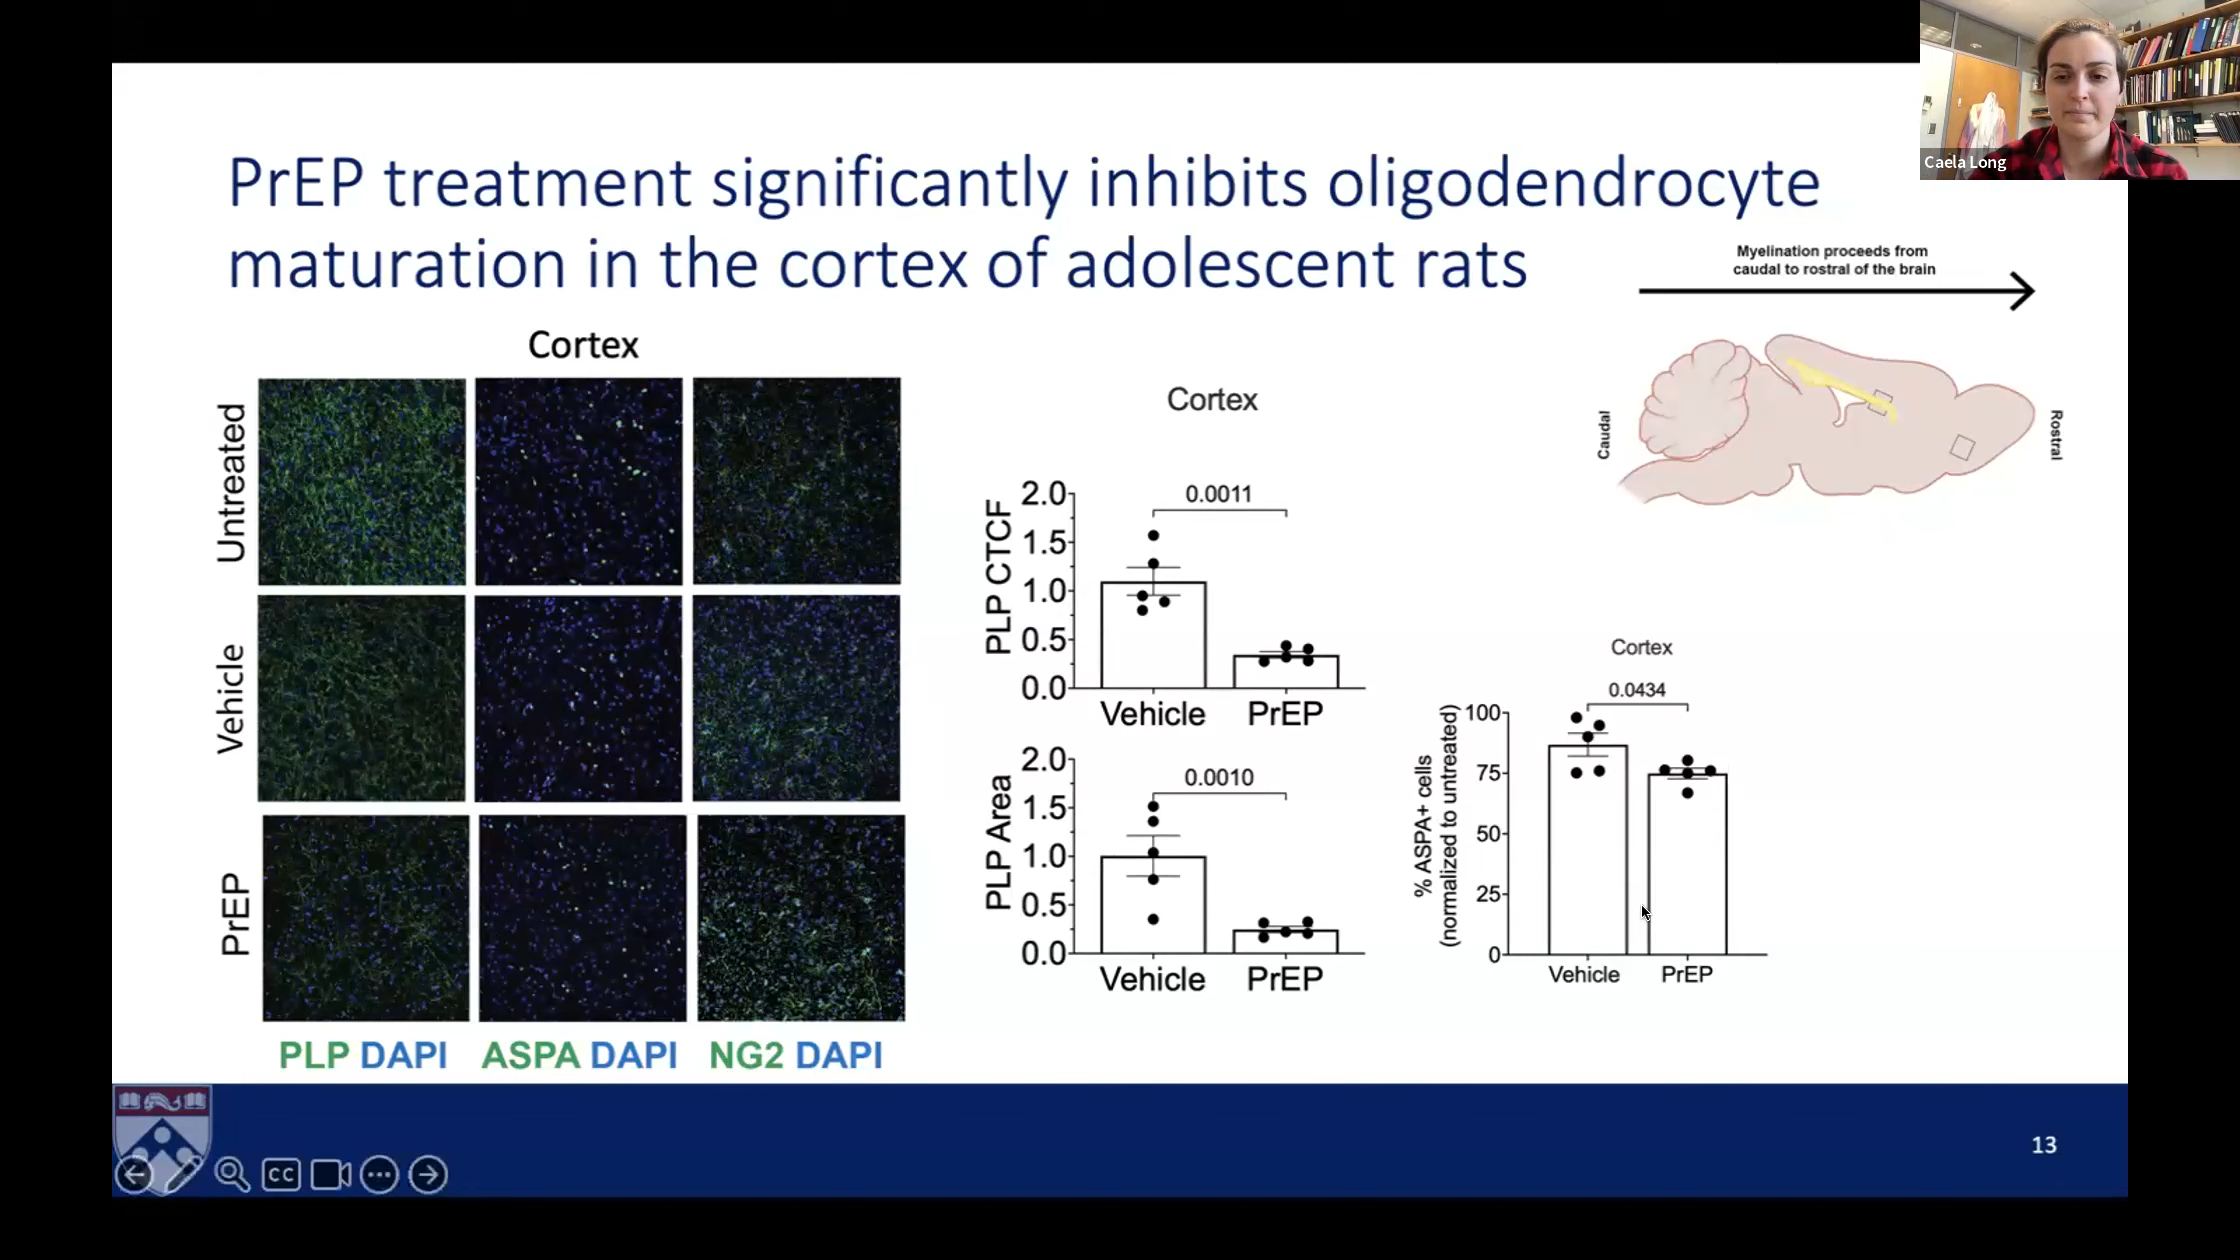 Caela Long
PrEP treatment significantly inhibits oligodendrocyte
maturation in the cortex of adolescent rats
Myelination proceeds from
caudal to rostral of the brain
Caudal
Rostral
Cortex
Untreated
Vehicle
PrEP
PLP DAPI
ASPA DAPI
NG2 DAPI
Cortex
PLP CTCF
2.0
1.5
1.0
0.5
0.0
0.0011
Vehicle
PrEP
PLP Area
2.0
1.5
1.0
0.5
0.0
0.0010
Vehicle
PrEP
Cortex
% ASPA+ cells
(normalized to untreated)
100
75
50
25
0
0.0434
Vehicle
PrEP
CC
13